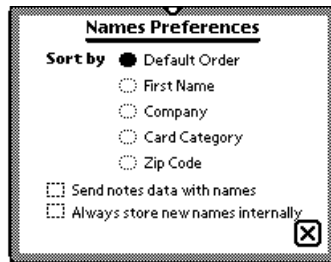 Names Preferences
Sort by Default Order
First Name
Company
Card Category
Zip Code
Send notes data with names
Always store new names internally